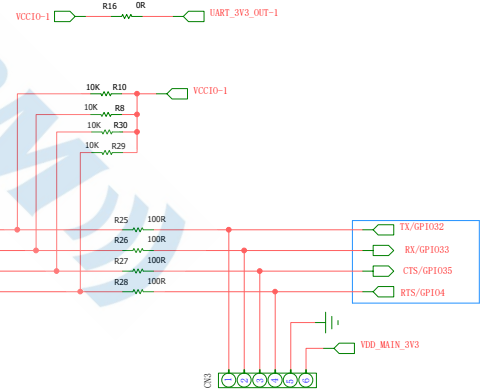 R16 0R
VCCIO-1 UART_3V3_OUT-1
10K R10 VCCIO-1
10K R8
10K R30
10K R29
R25 100R TX/GPIO32
R26 100R RX/GPIO33
R27 100R CTS/GPIO35
R28 100R RTS/GPIO4
VDD_MAIN_3V3
CN3 1 2 3 4 5 6